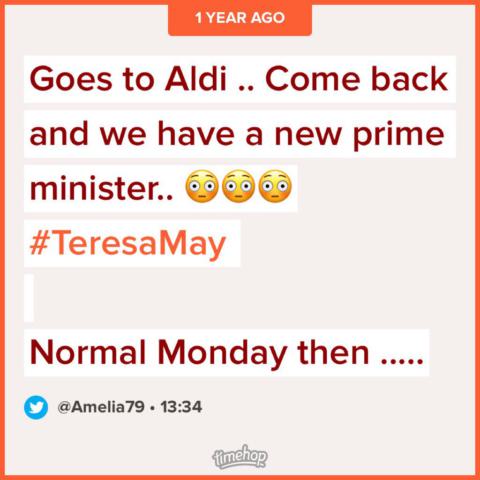 1 YEAR AGO
Goes to Aldi .. Come back
and we have a new prime
minister.. 😳😳😳
#TeresaMay
Normal Monday then .....
@Amelia79 • 13:34
timehop